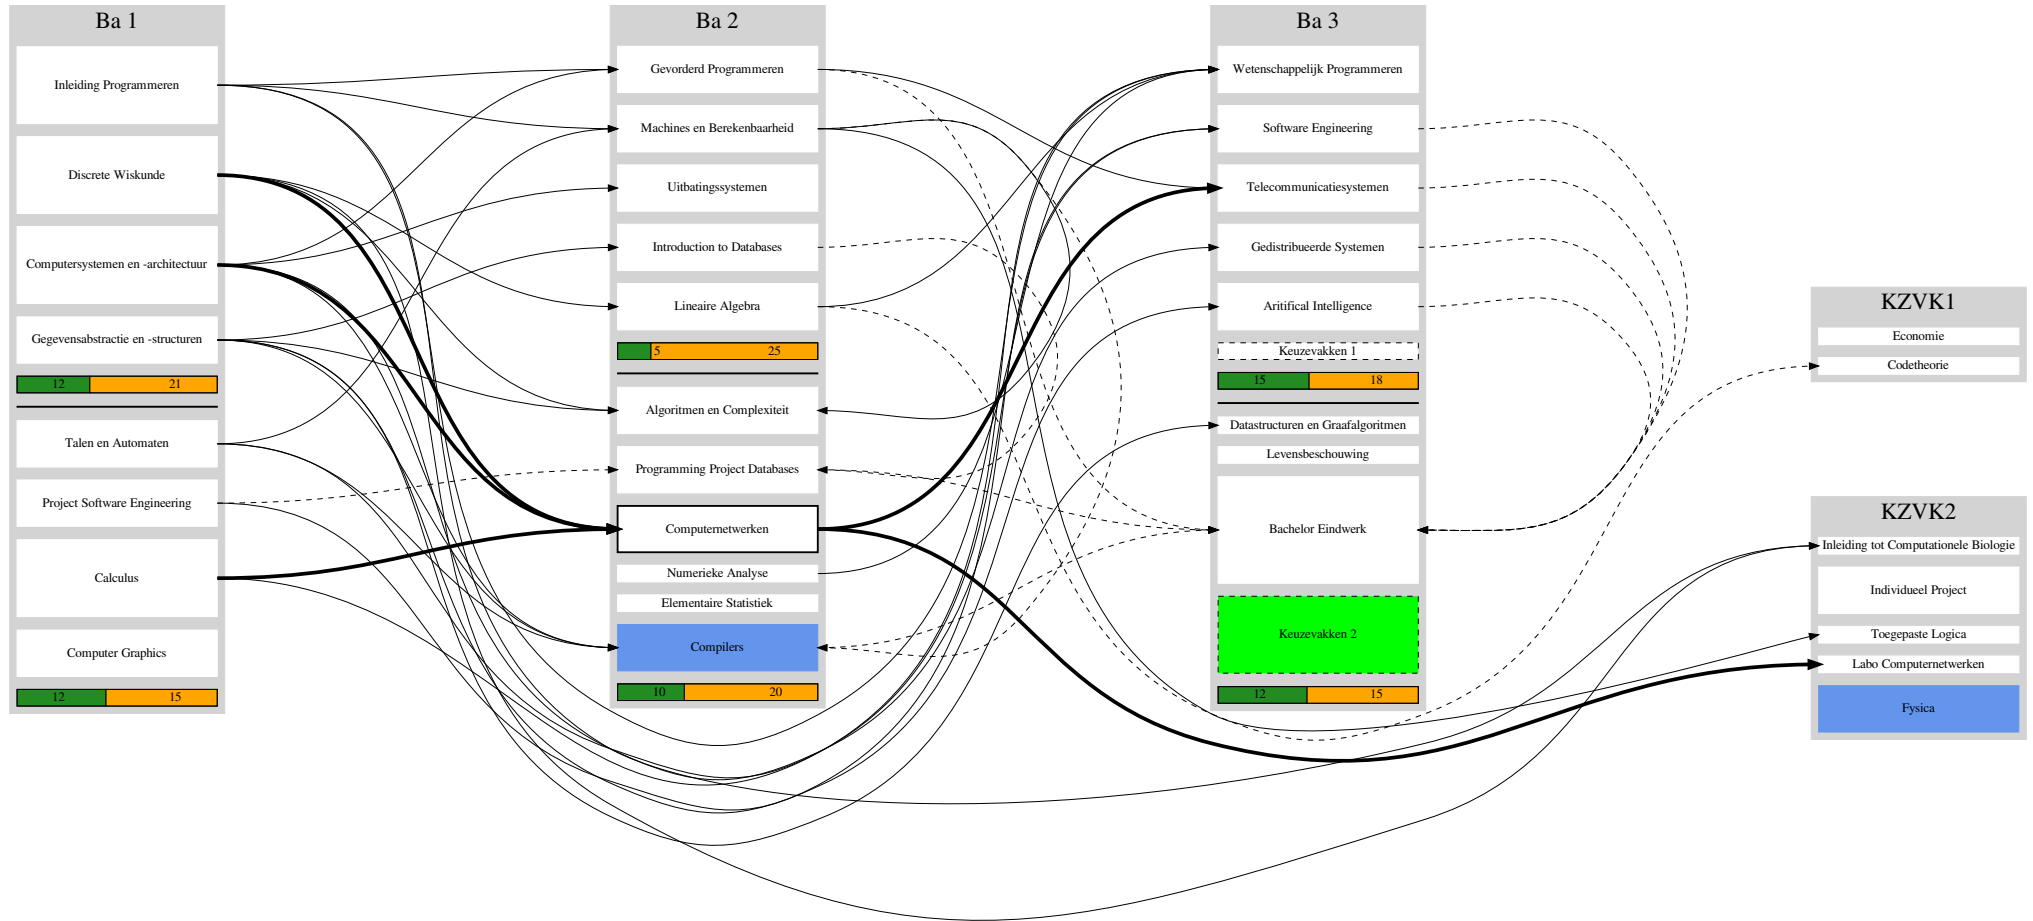 Ba 1
Inleiding Programmeren
Discrete Wiskunde
Computersystemen en -architectuur
Gegevensabstractie en -structuren
12 21
Talen en Automaten
Project Software Engineering
Calculus
Computer Graphics
12 15
Ba 2
Gevorderd Programmeren
Machines en Berekenbaarheid
Uitbatingssystemen
Introduction to Databases
Lineaire Algebra
5 25
Algoritmen en Complexiteit
Programming Project Databases
Computernetwerken
Numerieke Analyse
Elementaire Statistiek
Compilers
10 20
Ba 3
Wetenschappelijk Programmeren
Software Engineering
Telecommunicatiesystemen
Gedistribueerde Systemen
Aritifical Intelligence
Keuzevakken 1
15 18
Datastructuren en Graafalgoritmen
Levensbeschouwing
Bachelor Eindwerk
Keuzevakken 2
12 15
KZVK1
Economie
Codetheorie
KZVK2
Inleiding tot Computationele Biologie
Individueel Project
Toegepaste Logica
Labo Computernetwerken
Fysica